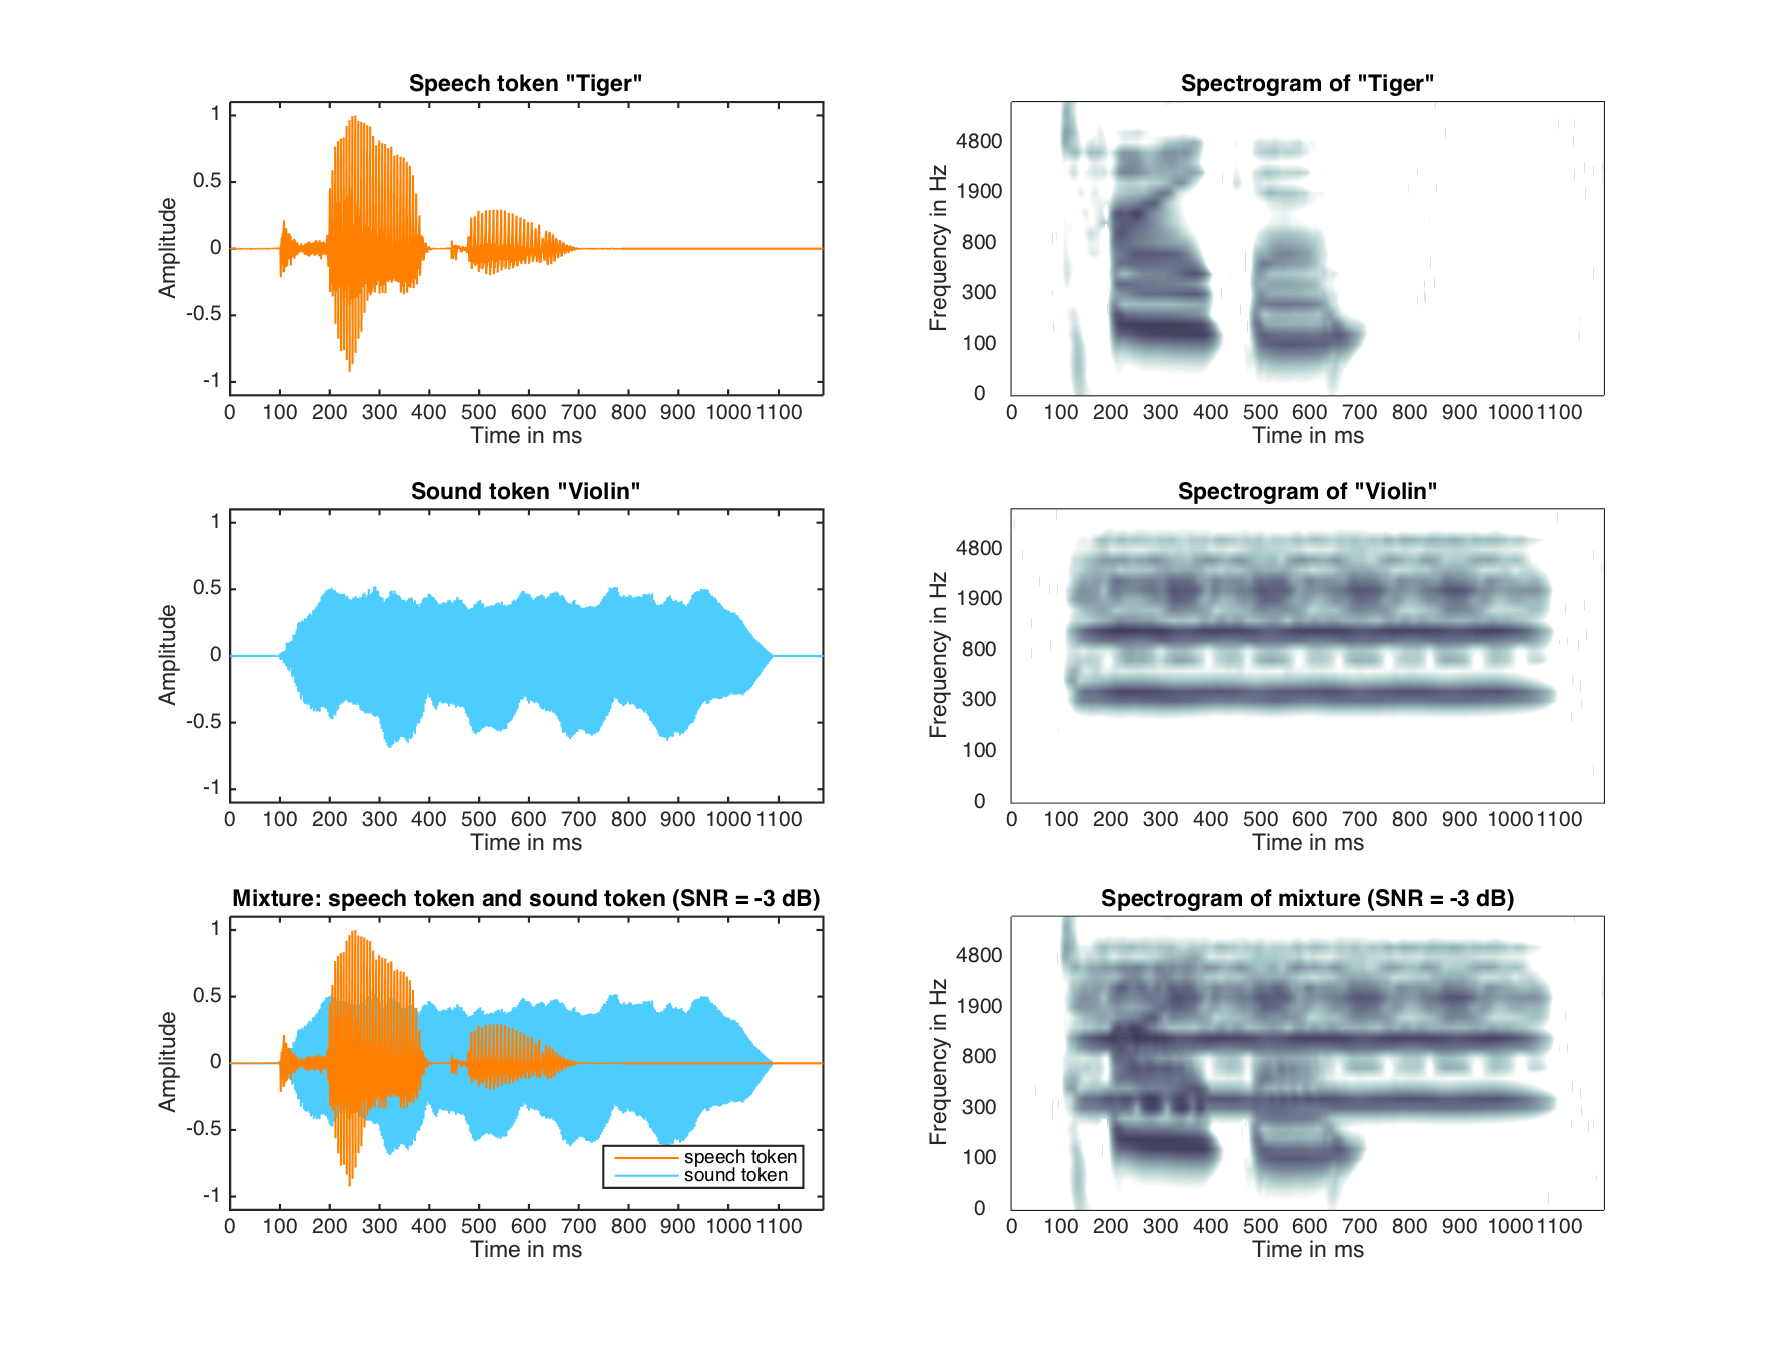 Speech token "Tiger"
Amplitude
1
0.5
0
-0.5
-1
0 100 200 300 400 500 600 700 800 900 1000 1100
Time in ms
Spectrogram of "Tiger"
Frequency in Hz
4800
1900
800
300
100
0
0 100 200 300 400 500 600 700 800 900 1000 1100
Time in ms
Sound token "Violin"
Amplitude
1
0.5
0
-0.5
-1
0 100 200 300 400 500 600 700 800 900 1000 1100
Time in ms
Spectrogram of "Violin"
Frequency in Hz
4800
1900
800
300
100
0
0 100 200 300 400 500 600 700 800 900 1000 1100
Time in ms
Mixture: speech token and sound token (SNR = -3 dB)
Amplitude
1
0.5
0
-0.5
-1
speech token
sound token
0 100 200 300 400 500 600 700 800 900 1000 1100
Time in ms
Spectrogram of mixture (SNR = -3 dB)
Frequency in Hz
4800
1900
800
300
100
0
0 100 200 300 400 500 600 700 800 900 1000 1100
Time in ms